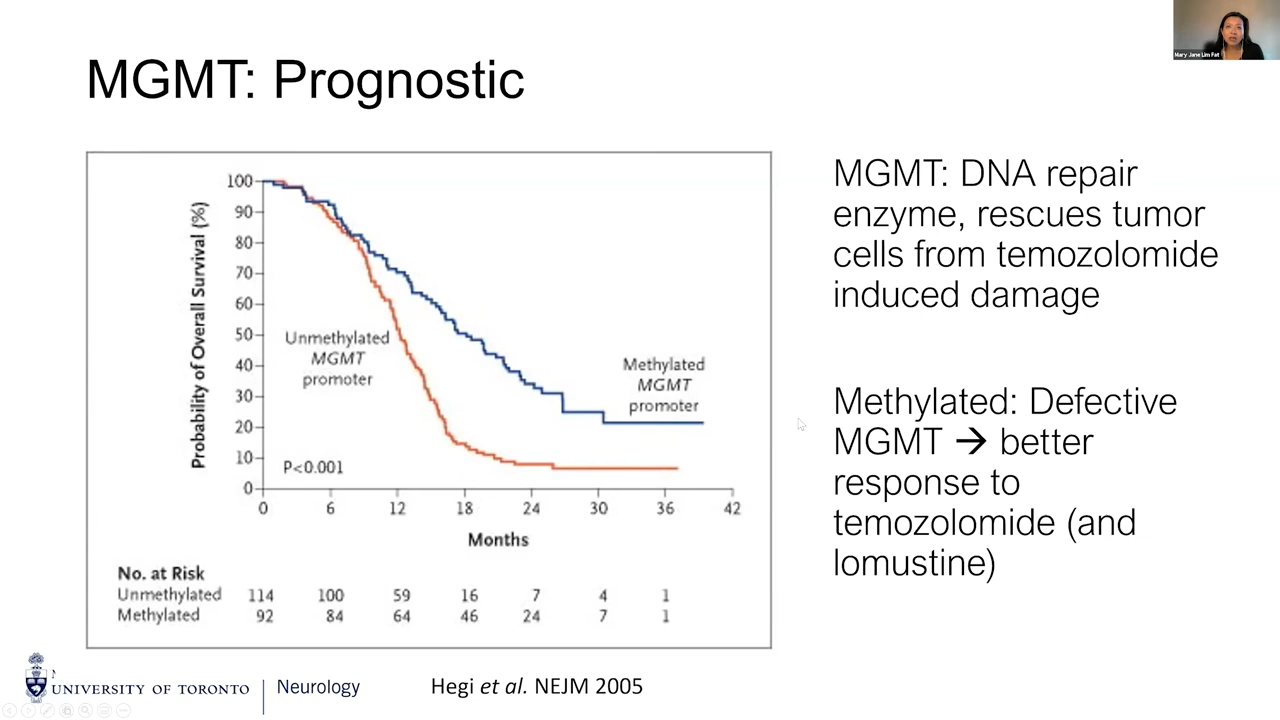 Mary Jane Lim Fat
MGMT: Prognostic
Probability of Overall Survival (%)
100
90
80
70
60
50
40
30
20
10
0
Unmethylated
MGMT
promoter
Methylated
MGMT
promoter
P<0.001
0 6 12 18 24 30 36 42
Months
No. at Risk
Unmethylated 114 100 59 16 7 4 1
Methylated 92 84 64 46 24 7 1
MGMT: DNA repair
enzyme, rescues tumor
cells from temozolomide
induced damage
Methylated: Defective
MGMT → better
response to
temozolomide (and
lomustine)
UNIVERSITY OF TORONTO
Neurology
Hegi et al. NEJM 2005